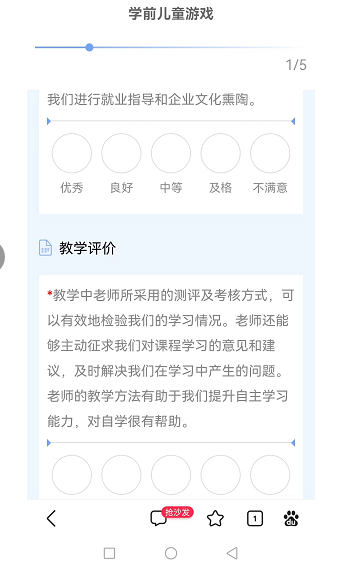 学前儿童游戏
1/5
我们进行就业指导和企业文化熏陶。
优秀 良好 中等 及格 不满意
教学评价
*教学中老师所采用的测评及考核方式，可
以有效地检验我们的学习情况。老师还能
够主动征求我们对课程学习的意见和建
议，及时解决我们在学习中产生的问题。
老师的教学方法有助于我们提升自主学习
能力，对自学很有帮助。
抢沙发
1
du